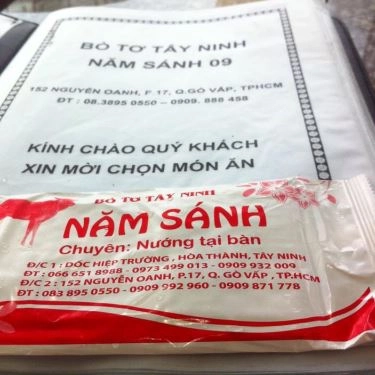 BÒ TƠ TÂY NINH
NĂM SÁNH 09
152 NGUYỄN OANH, F 17, Q.GÒ VẤP, TPHCM
ĐT : 08.3895 0550 – 0909. 888 458
KÍNH CHÀO QUÝ KHÁCH
XIN MỜI CHỌN MÓN ĂN
BÒ TƠ TÂY NINH
NĂM SÁNH
Chuyên: Nướng tại bàn
Đ/C 1 : DỐC HIỆP TRƯỜNG , HÒA THÀNH, TÂY NINH
ĐT : 066 651 8988 - 0973 499 013 - 0909 932 009
Đ/C 2 : 152 NGUYỄN OANH, P.17, Q. GÒ VẤP , TP.HCM
ĐT : 083 895 0550 - 0909 992 960 - 0909 871 778